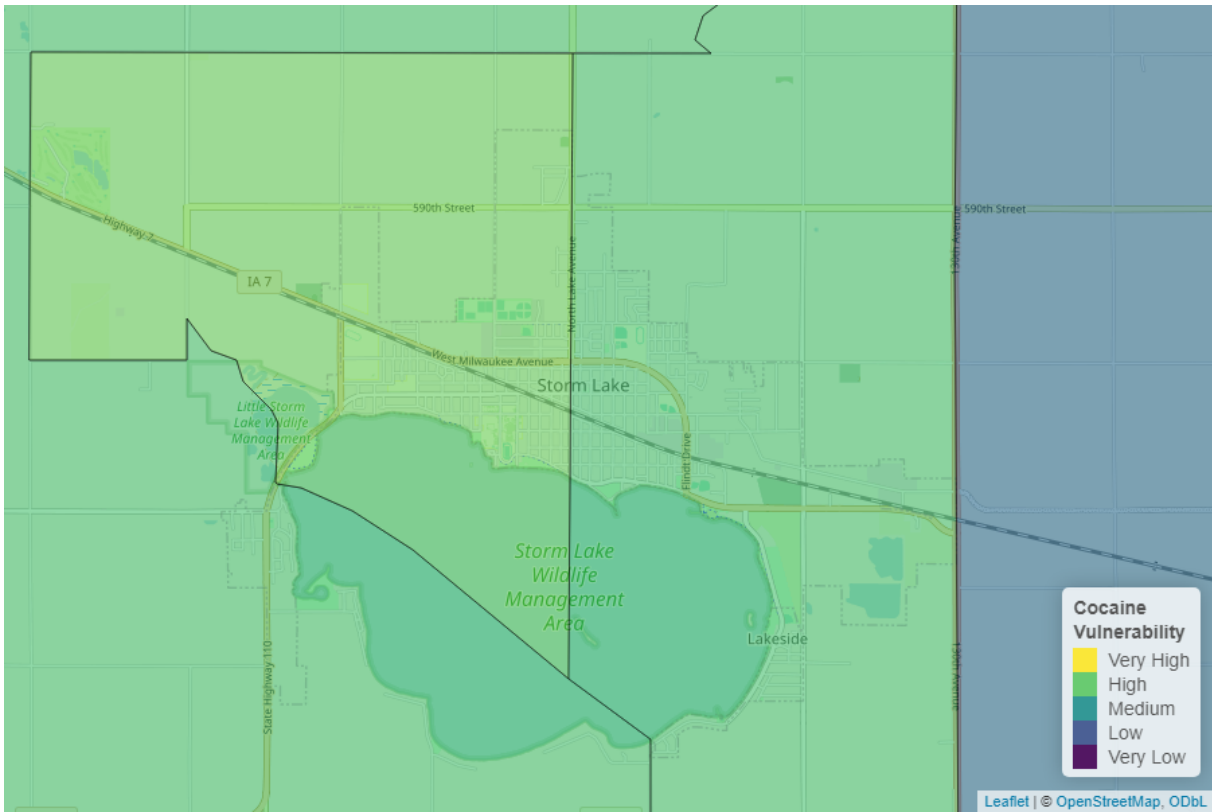 590th Street
590th Street
130th Avenue
Highway 7
IA 7
North Lake Avenue
West Milwaukee Avenue
Storm Lake
Little Storm
Lake Wildlife
Management
Area
Flindt Drive
Storm Lake
Wildlife
Management
Area
Lakeside
State Highway 110
130th Avenue
Cocaine
Vulnerability
Very High
High
Medium
Low
Very Low
Leaflet | © OpenStreetMap, ODbL